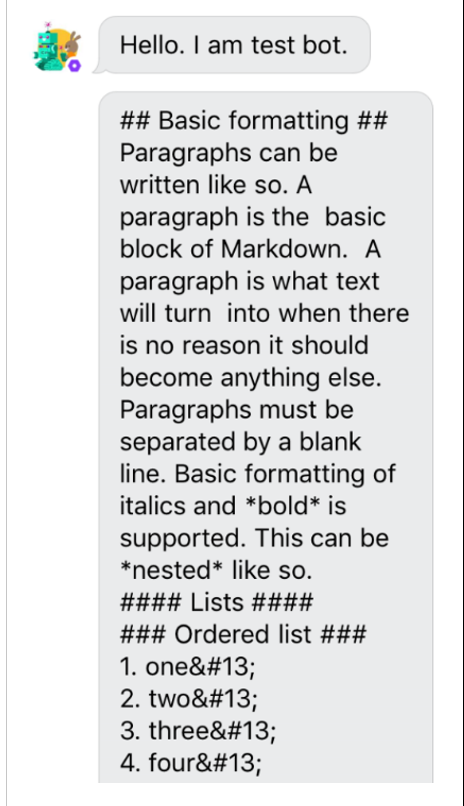 Hello. I am test bot.
## Basic formatting ##
Paragraphs can be
written like so. A
paragraph is the  basic
block of Markdown.  A
paragraph is what text
will turn  into when there
is no reason it should
become anything else.
Paragraphs must be
separated by a blank
line. Basic formatting of
italics and *bold* is
supported. This can be
*nested* like so.
#### Lists ####
### Ordered list ###
1. one&#13;
2. two&#13;
3. three&#13;
4. four&#13;